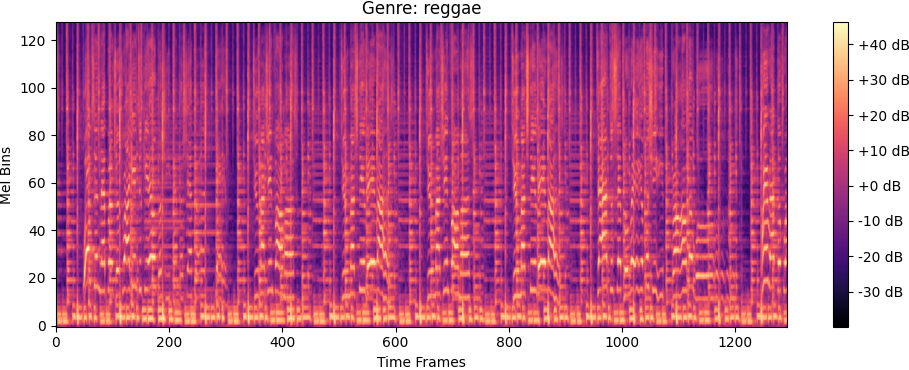 Genre: reggae
120
100
80
60
40
20
0
Mel Bins
0 200 400 600 800 1000 1200
Time Frames
+40 dB
+30 dB
+20 dB
+10 dB
+0 dB
-10 dB
-20 dB
-30 dB